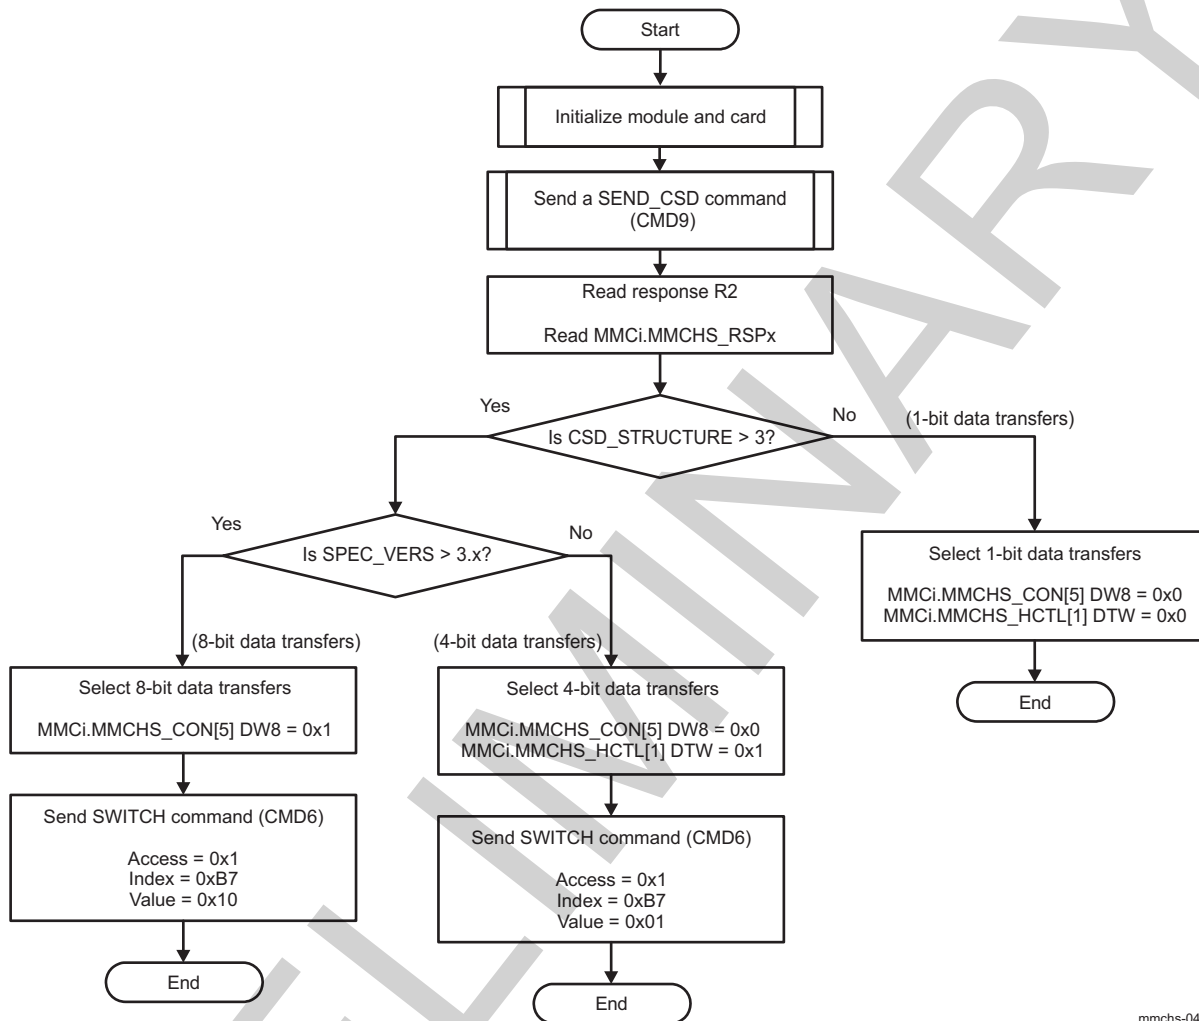 Start
Initialize module and card
Send a SEND_CSD command
(CMD9)
Read response R2
Read MMCi.MMCHS_RSPx
Yes
No
(1-bit data transfers)
Is CSD_STRUCTURE > 3?
Yes
No
Is SPEC_VERS > 3.x?
Select 1-bit data transfers
MMCi.MMCHS_CON[5] DW8 = 0x0
MMCi.MMCHS_HCTL[1] DTW = 0x0
End
(8-bit data transfers)
(4-bit data transfers)
Select 8-bit data transfers
MMCi.MMCHS_CON[5] DW8 = 0x1
Select 4-bit data transfers
MMCi.MMCHS_CON[5] DW8 = 0x0
MMCi.MMCHS_HCTL[1] DTW = 0x1
Send SWITCH command (CMD6)
Access = 0x1
Index = 0xB7
Value = 0x10
End
Send SWITCH command (CMD6)
Access = 0x1
Index = 0xB7
Value = 0x01
End
mmchs-04